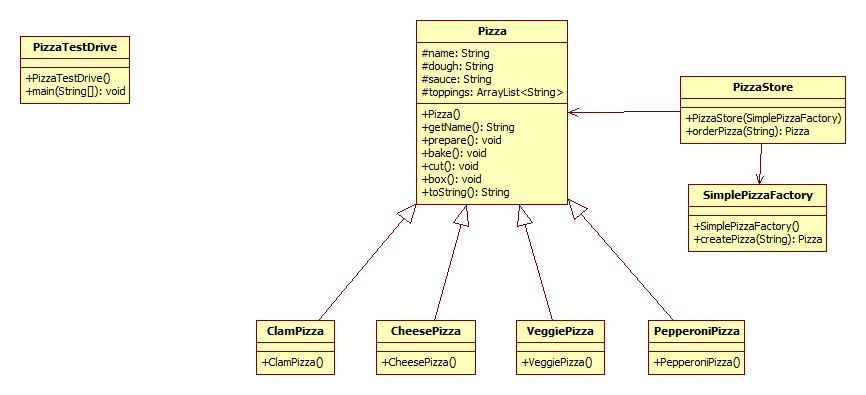 PizzaTestDrive
+PizzaTestDrive()
+main(String[]): void
Pizza
#name: String
#dough: String
#sauce: String
#toppings: ArrayList<String>
+Pizza()
+getName(): String
+prepare(): void
+bake(): void
+cut(): void
+box(): void
+toString(): String
PizzaStore
+PizzaStore(SimplePizzaFactory)
+orderPizza(String): Pizza
SimplePizzaFactory
+SimplePizzaFactory()
+createPizza(String): Pizza
ClamPizza
+ClamPizza()
CheesePizza
+CheesePizza()
VeggiePizza
+VeggiePizza()
PepperoniPizza
+PepperoniPizza()